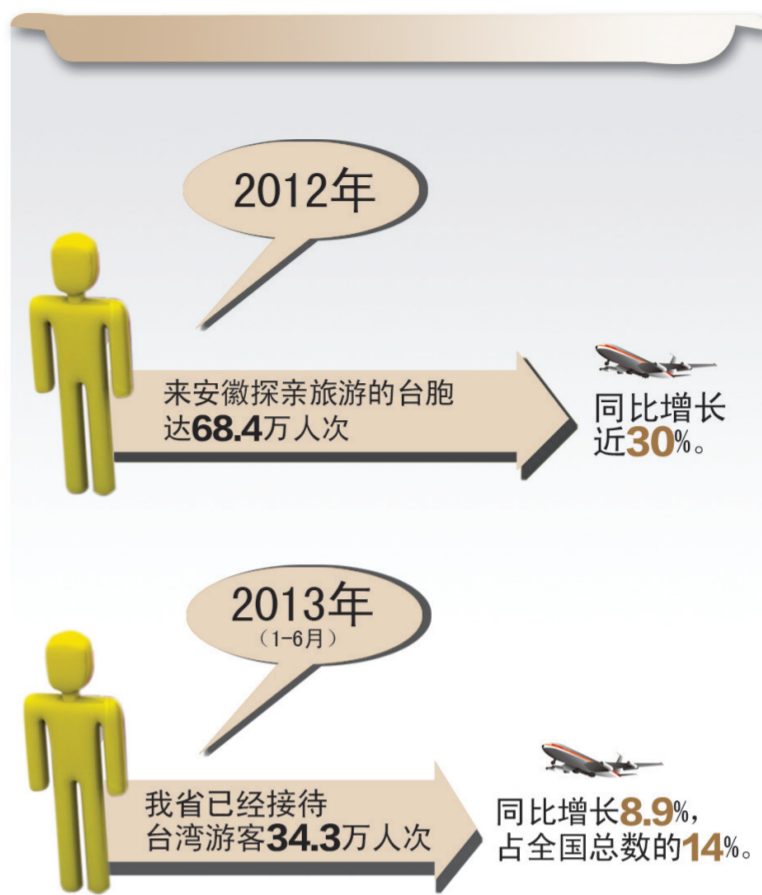 2012年
来安徽探亲旅游的台胞
达68.4万人次
同比增长
近30%。
2013年
（1-6月）
我省已经接待
台湾游客34.3万人次
同比增长8.9%，
占全国总数的14%。